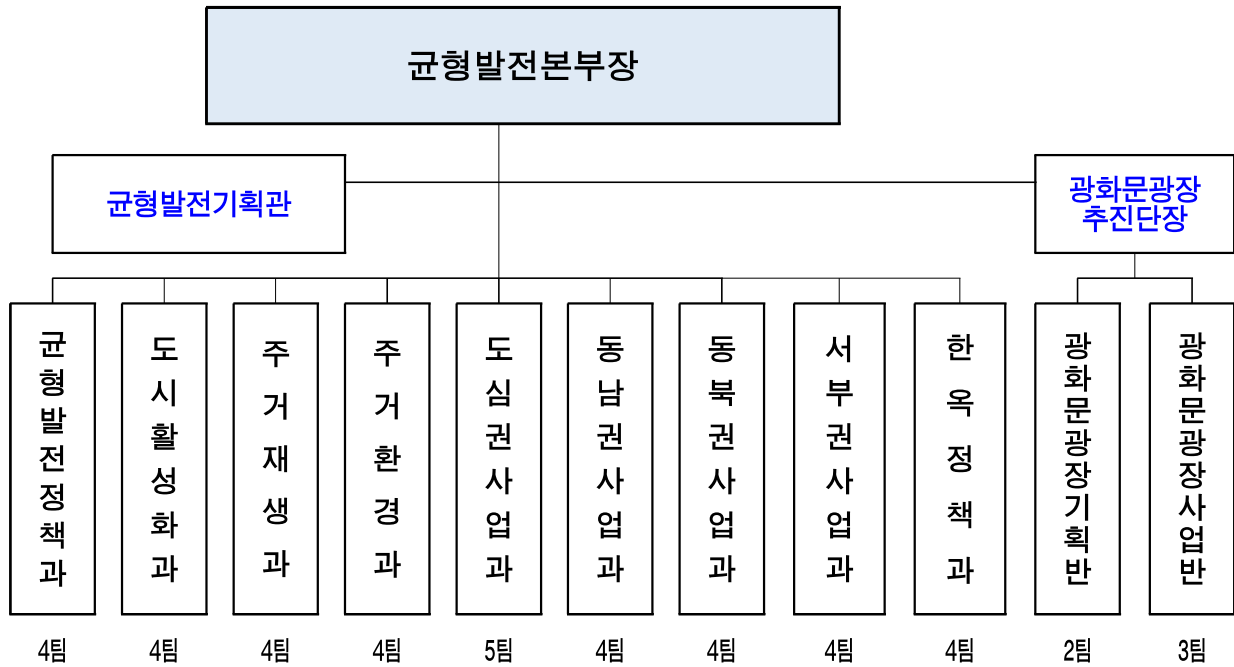 균형발전본부장
균형발전기획관
광화문광장
추진단장
균형발전정책과
도시활성화과
주거재생과
주거환경과
도심권사업과
동남권사업과
동북권사업과
서부권사업과
한옥정책과
광화문광장기획반
광화문광장사업반
4팀
4팀
4팀
4팀
5팀
4팀
4팀
4팀
4팀
2팀
3팀